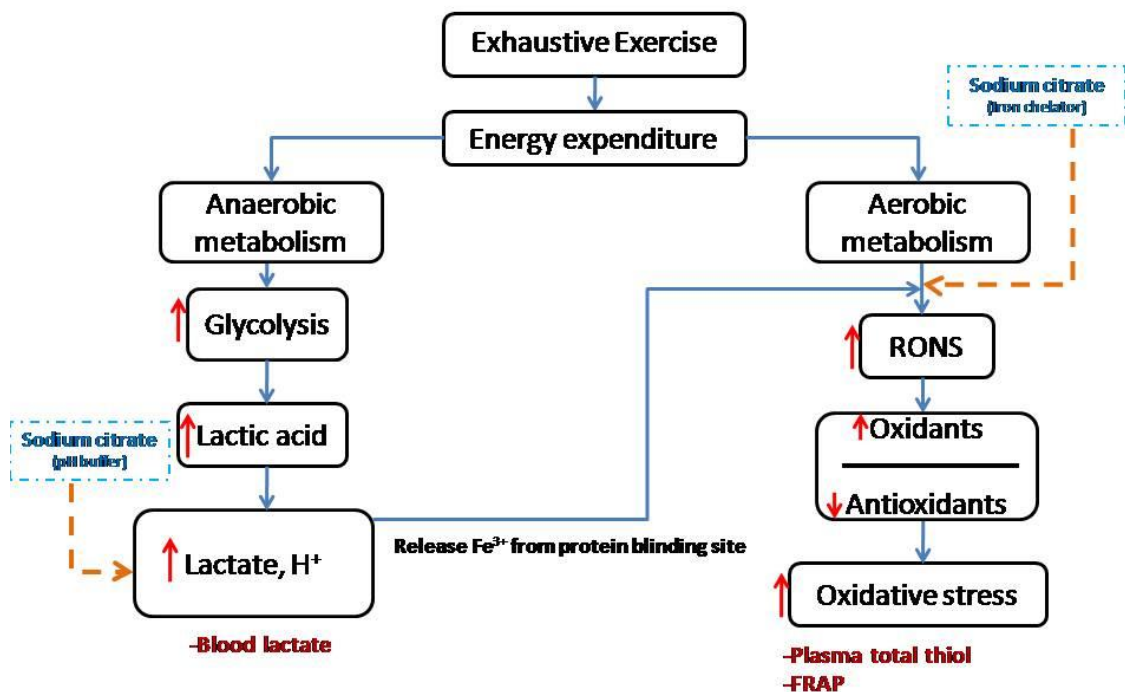 Exhaustive Exercise
Sodium citrate
(Iron chelator)
Energy expenditure
Anaerobic
metabolism
Aerobic
metabolism
Glycolysis
RONS
Lactic acid
Sodium citrate
(pH buffer)
Oxidants
Antioxidants
Lactate, H⁺
Release Fe³⁺ from protein blinding site
Oxidative stress
-Blood lactate
-Plasma total thiol
-FRAP